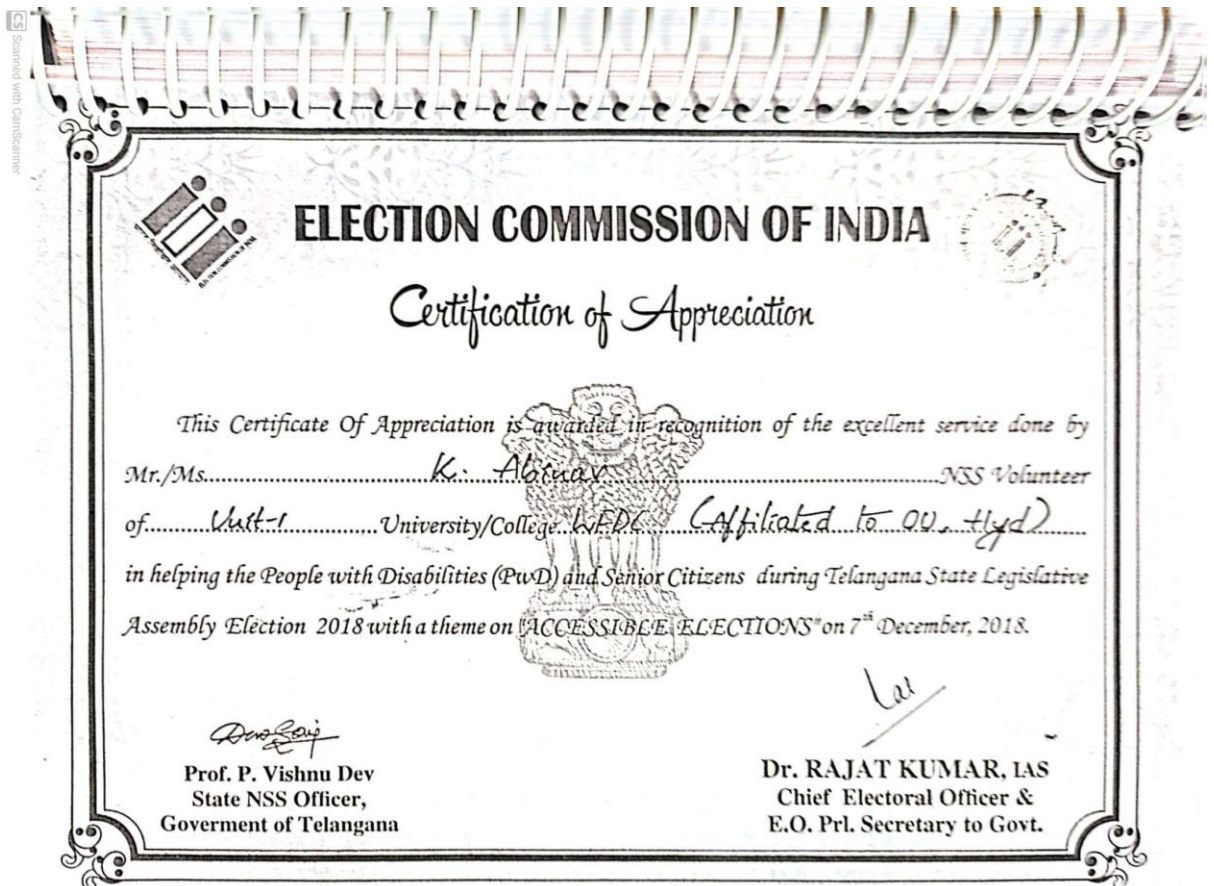 CS Scanned with CamScanner
ELECTION COMMISSION OF INDIA
Certification of Appreciation
This Certificate Of Appreciation is awarded in recognition of the excellent service done by
Mr./Ms. K. Abinav NSS Volunteer
of Unit-1 University/College (Affiliated to OU, Hyd)
in helping the People with Disabilities (PwD) and Senior Citizens during Telangana State Legislative
Assembly Election 2018 with a theme on "ACCESSIBLE ELECTIONS" on 7th December, 2018.
Prof. P. Vishnu Dev
State NSS Officer,
Goverment of Telangana
Dr. RAJAT KUMAR, IAS
Chief Electoral Officer &
E.O. Prl. Secretary to Govt.